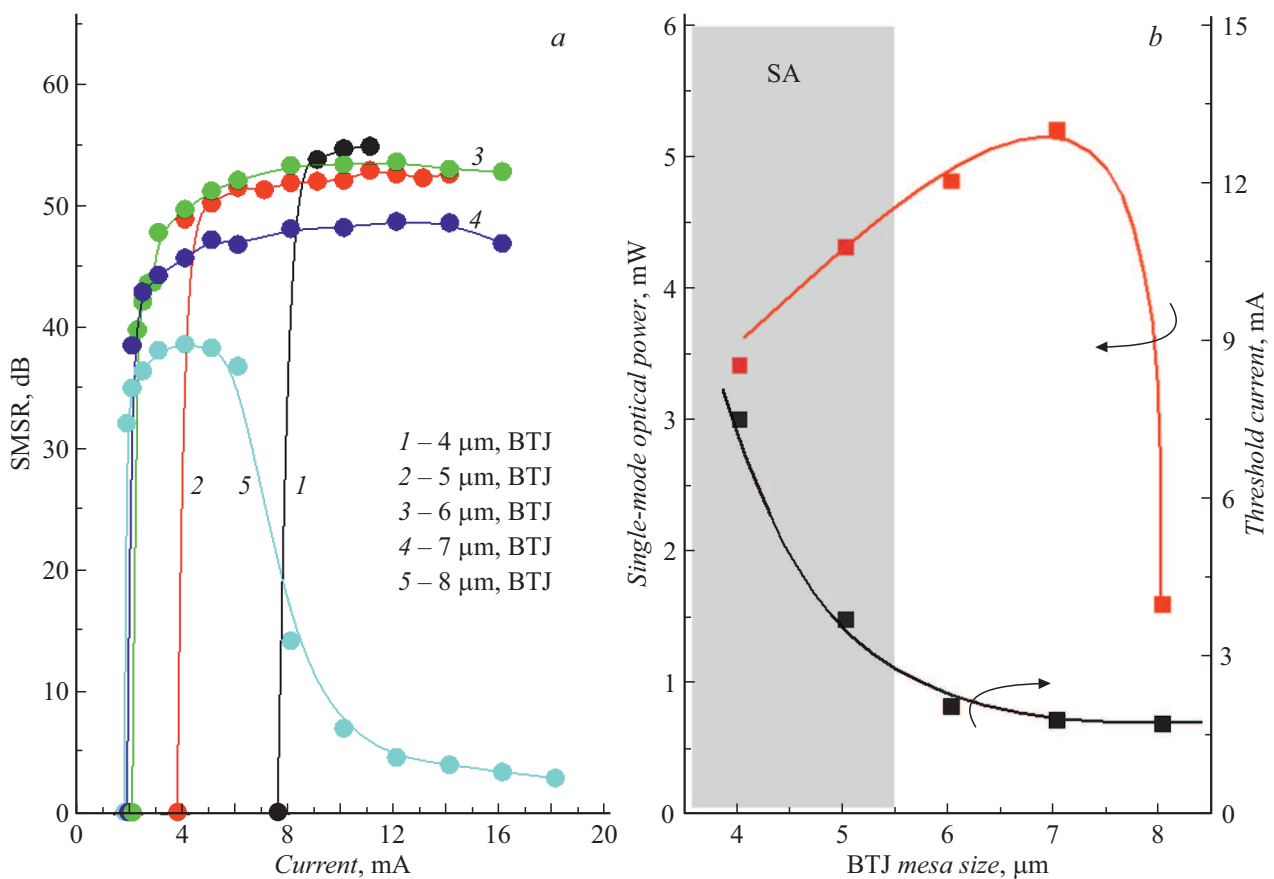 a
60
50
40
30
20
10
0
SMSR, dB
3
4
2
5
1
1 – 4 μm, BTJ
2 – 5 μm, BTJ
3 – 6 μm, BTJ
4 – 7 μm, BTJ
5 – 8 μm, BTJ
0 4 8 12 16 20
Current, mA
b
SA
6
5
4
3
2
1
0
Single-mode optical power, mW
15
12
9
6
3
0
Threshold current, mA
4 5 6 7 8
BTJ mesa size, μm